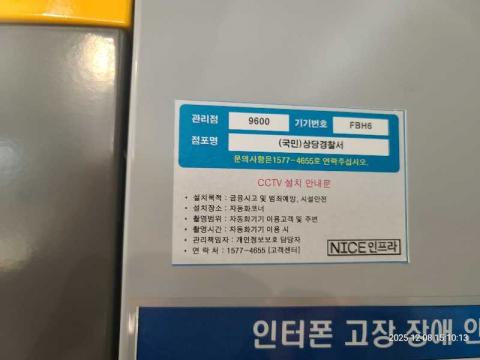 관리점 9600 기기번호 FBH6
점포명 (국민)상당경찰서
문의사항은1577-4655로 연락주십시오.
CCTV 설치 안내문
• 설치목적 : 금융사고 및 범죄예방, 시설안전
• 설치장소 : 자동화코너
• 촬영범위 : 자동화기기 이용고객 및 주변
• 촬영시간 : 자동화기기 이용 시
• 관리책임자 : 개인정보보호 담당자
• 연 락 처 : 1577-4655 [고객센터]
NICE인프라
인터폰 고장 장애 인
2025-12-08 15:10:13